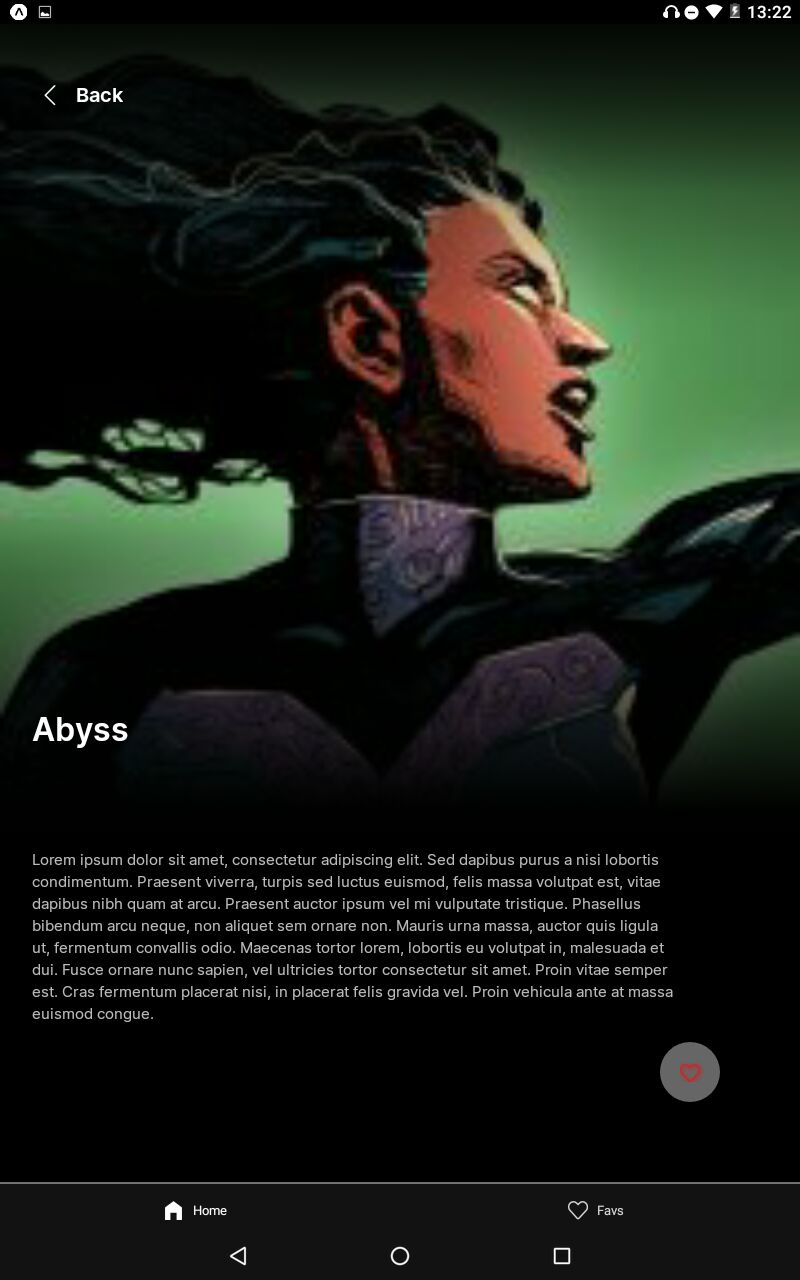 13:22
Back
Abyss
Lorem ipsum dolor sit amet, consectetur adipiscing elit. Sed dapibus purus a nisi lobortis
condimentum. Praesent viverra, turpis sed luctus euismod, felis massa volutpat est, vitae
dapibus nibh quam at arcu. Praesent auctor ipsum vel mi vulputate tristique. Phasellus
bibendum arcu neque, non aliquet sem ornare non. Mauris urna massa, auctor quis ligula
ut, fermentum convallis odio. Maecenas tortor lorem, lobortis eu volutpat in, malesuada et
dui. Fusce ornare nunc sapien, vel ultricies tortor consectetur sit amet. Proin vitae semper
est. Cras fermentum placerat nisi, in placerat felis gravida vel. Proin vehicula ante at massa
euismod congue.
Home Favs